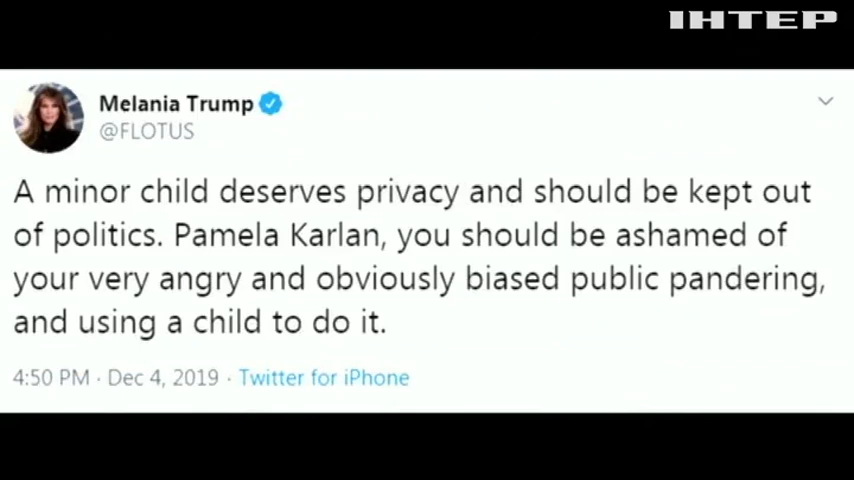 ІНТЕР
Melania Trump
@FLOTUS
A minor child deserves privacy and should be kept out
of politics. Pamela Karlan, you should be ashamed of
your very angry and obviously biased public pandering,
and using a child to do it.
4:50 PM · Dec 4, 2019 · Twitter for iPhone